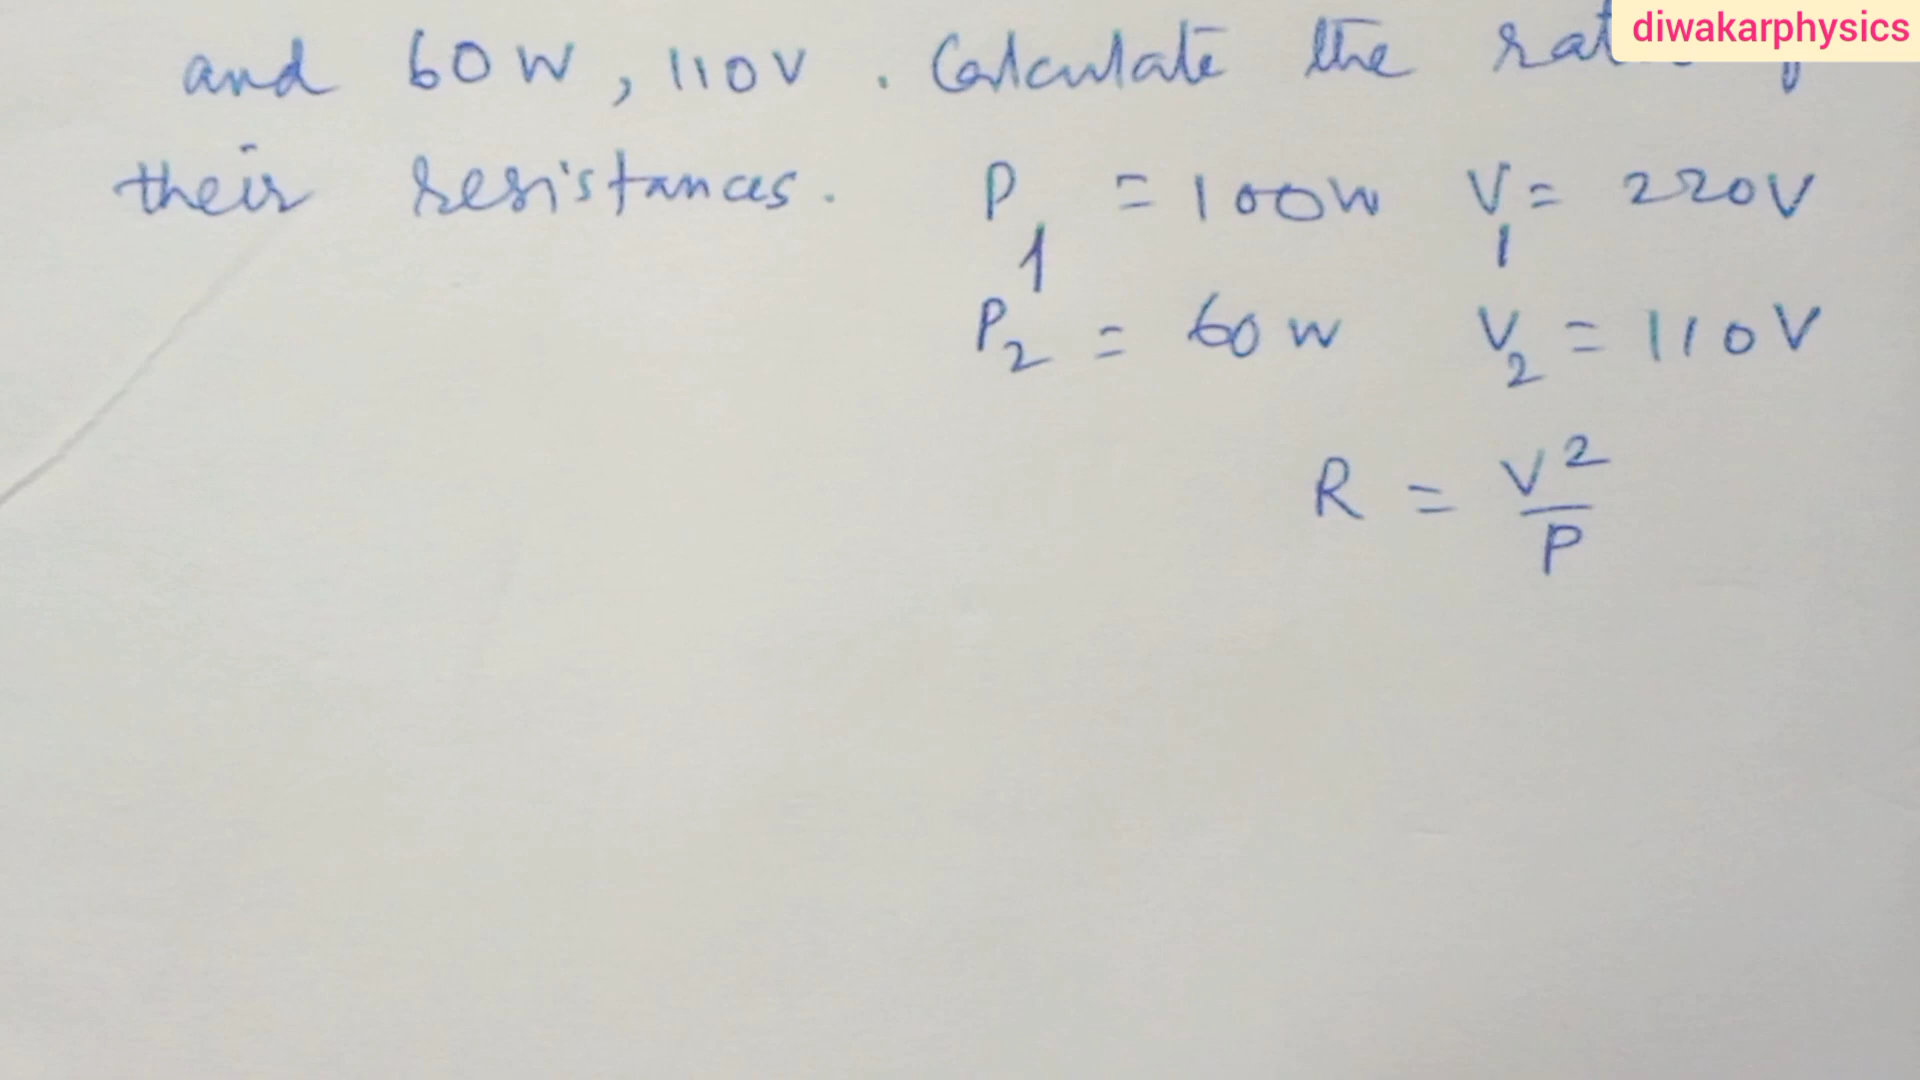 diwakarphysics
and 60W, 110V. Calculate the
their resistances. P1 = 100W V1 = 220V
P2 = 60W V2 = 110V
R = V²/P